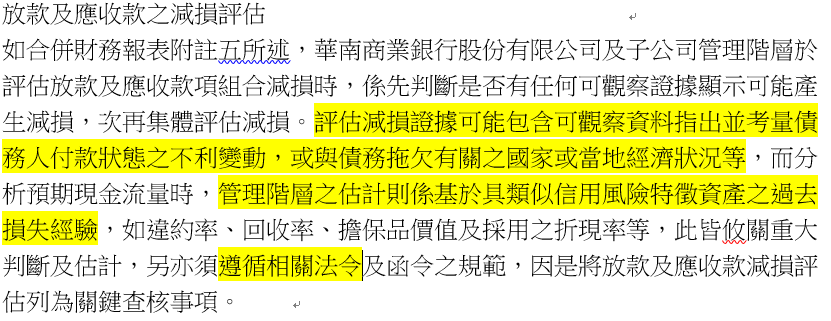 放款及應收款之減損評估
如合併財務報表附註五所述，華南商業銀行股份有限公司及子公司管理階層於
評估放款及應收款項組合減損時，係先判斷是否有任何可觀察證據顯示可能產
生減損，次再集體評估減損。評估減損證據可能包含可觀察資料指出並考量債
務人付款狀態之不利變動，或與債務拖欠有關之國家或當地經濟狀況等，而分
析預期現金流量時，管理階層之估計則係基於具類似信用風險特徵資產之過去
損失經驗，如違約率、回收率、擔保品價值及採用之折現率等，此皆攸關重大
判斷及估計，另亦須遵循相關法令及函令之規範，因是將放款及應收款減損評
估列為關鍵查核事項。